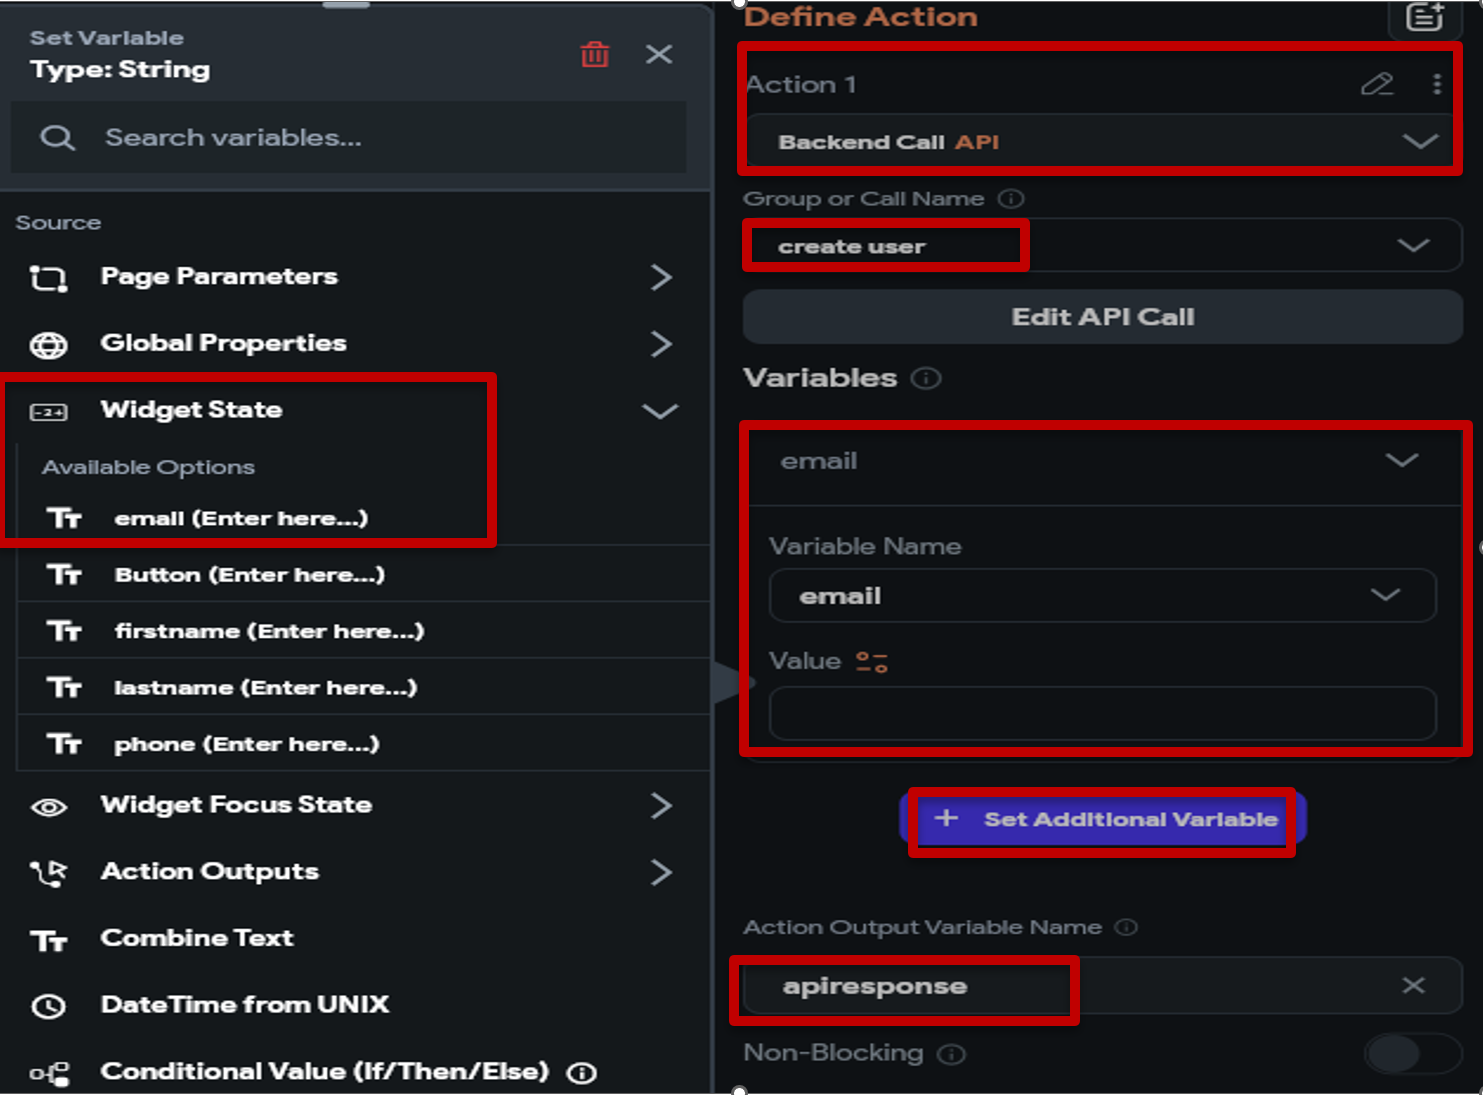 Set Variable
Type: String
Search variables...
Source
Page Parameters
Global Properties
Widget State
Available Options
email (Enter here...)
Button (Enter here...)
firstname (Enter here...)
lastname (Enter here...)
phone (Enter here...)
Widget Focus State
Action Outputs
Combine Text
DateTime from UNIX
Conditional Value (If/Then/Else)
Define Action
Action 1
Backend Call API
Group or Call Name
create user
Edit API Call
Variables
email
Variable Name
email
Value
+ Set Additional Variable
Action Output Variable Name
apiresponse
Non-Blocking